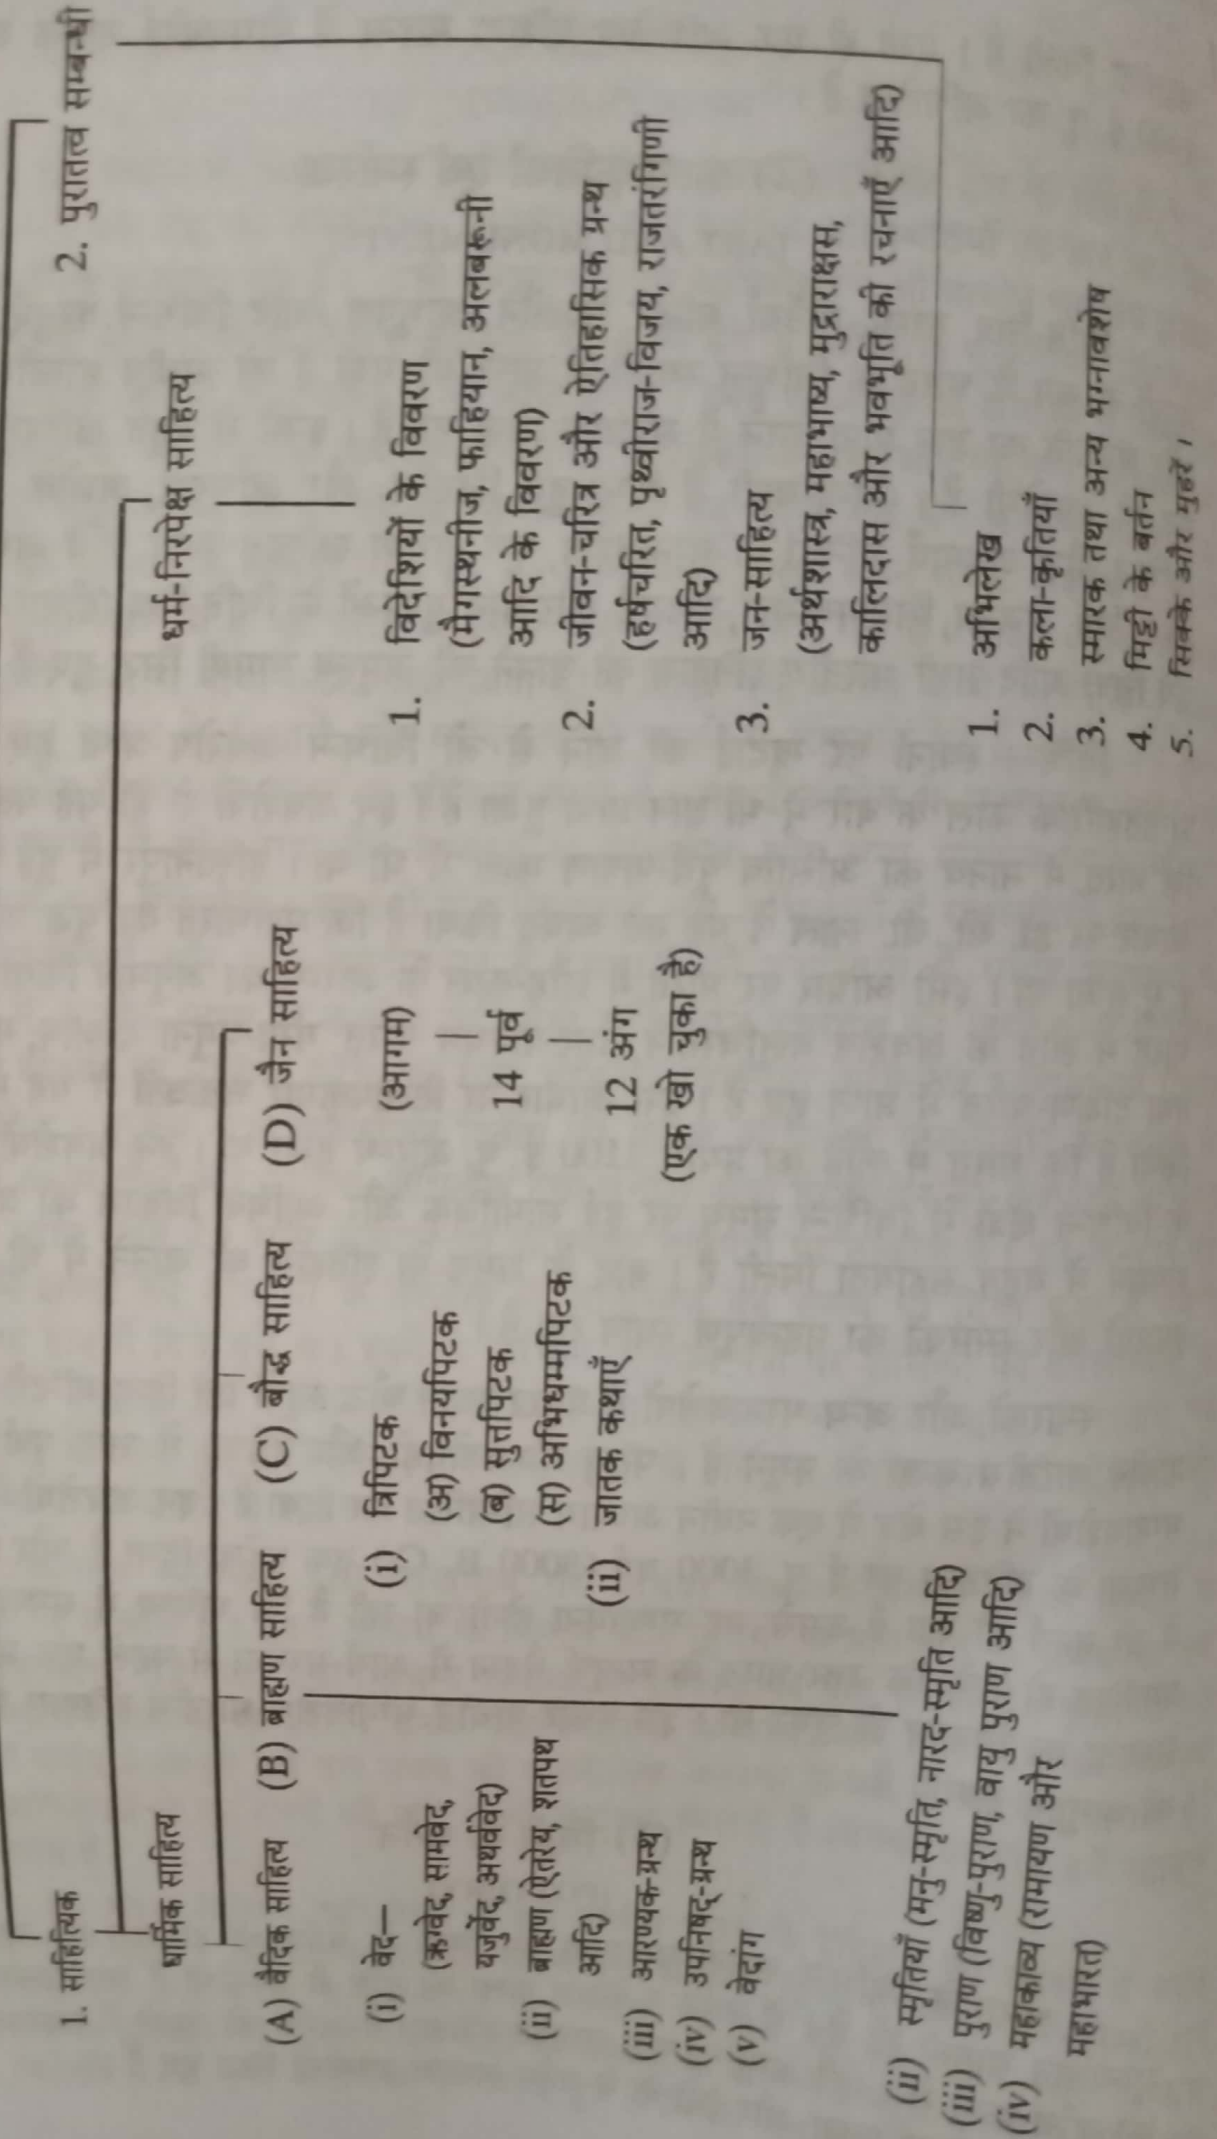 1. साहित्यिक
2. पुरातत्व सम्बन्धी
धार्मिक साहित्य
धर्म-निरपेक्ष साहित्य
(A) वैदिक साहित्य
(B) ब्राह्मण साहित्य
(C) बौद्ध साहित्य
(D) जैन साहित्य
(i) वेद—
(ऋग्वेद, सामवेद,
यजुर्वेद, अथर्ववेद)
(ii) ब्राह्मण (ऐतरेय, शतपथ
आदि)
(iii) आरण्यक-ग्रन्थ
(iv) उपनिषद्-ग्रन्थ
(v) वेदांग
(ii) स्मृतियाँ (मनु-स्मृति, नारद-स्मृति आदि)
(iii) पुराण (विष्णु-पुराण, वायु पुराण आदि)
(iv) महाकाव्य (रामायण और
महाभारत)
(i) त्रिपिटक
(अ) विनयपिटक
(ब) सुत्तपिटक
(स) अभिधम्मपिटक
(ii) जातक कथाएँ
(आगम)
14 पूर्व
12 अंग
(एक खो चुका है)
1. विदेशियों के विवरण
(मैगस्थनीज, फाहियान, अलबरूनी
आदि के विवरण)
2. जीवन-चरित्र और ऐतिहासिक ग्रन्थ
(हर्षचरित, पृथ्वीराज-विजय, राजतरंगिणी
आदि)
3. जन-साहित्य
(अर्थशास्त्र, महाभाष्य, मुद्राराक्षस,
कालिदास और भवभूति की रचनाएँ आदि)
1. अभिलेख
2. कला-कृतियाँ
3. स्मारक तथा अन्य भग्नावशेष
4. मिट्टी के बर्तन
5. सिक्के और मुहरें।